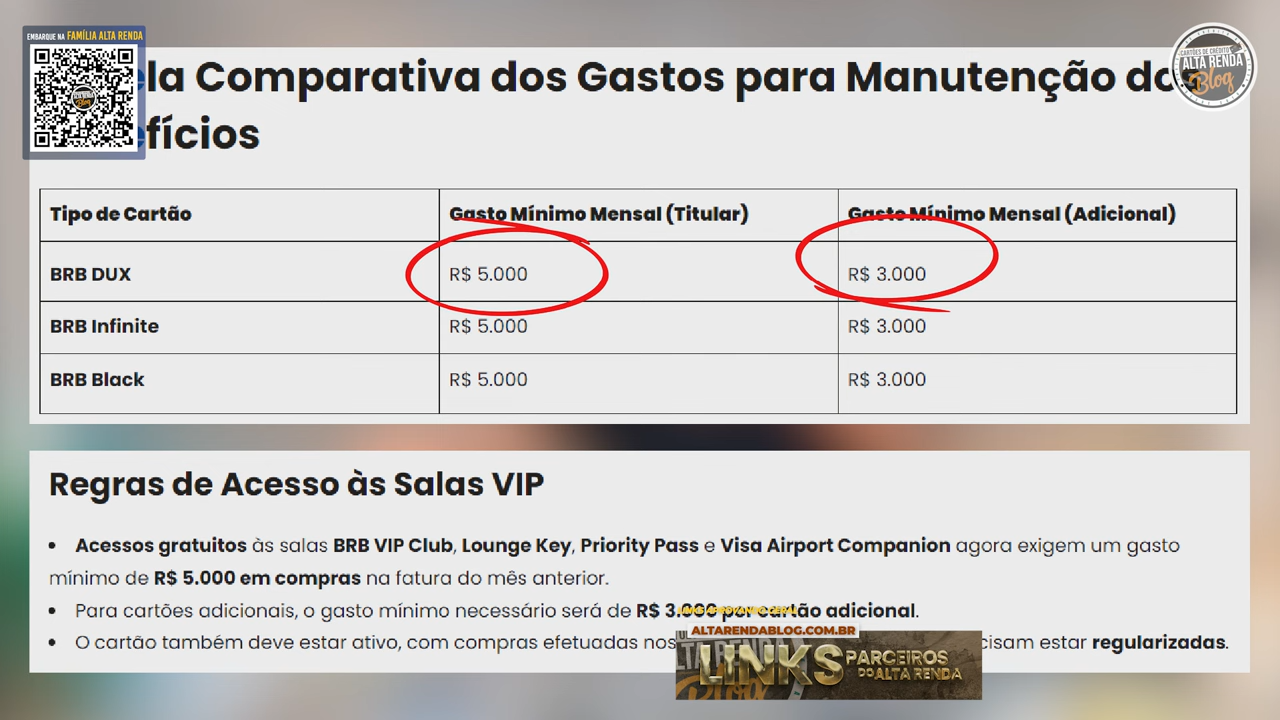 EMBARQUE NA FAMÍLIA ALTA RENDA
CARTÕES DE CRÉDITO
ALTA RENDA
Blog
ela Comparativa dos Gastos para Manutenção do
efícios
Tipo de Cartão
Gasto Mínimo Mensal (Titular)
Gasto Mínimo Mensal (Adicional)
BRB DUX
R$ 5.000
R$ 3.000
BRB Infinite
R$ 5.000
R$ 3.000
BRB Black
R$ 5.000
R$ 3.000
Regras de Acesso às Salas VIP
• Acessos gratuitos às salas BRB VIP Club, Lounge Key, Priority Pass e Visa Airport Companion agora exigem um gasto
mínimo de R$ 5.000 em compras na fatura do mês anterior.
• Para cartões adicionais, o gasto mínimo necessário será de R$ 3.000 por cartão adicional.
• O cartão também deve estar ativo, com compras efetuadas nos cisam estar regularizadas.
ALTARENDABLOG.COM.BR
LINKS PARCEIROS
DO ALTA RENDA